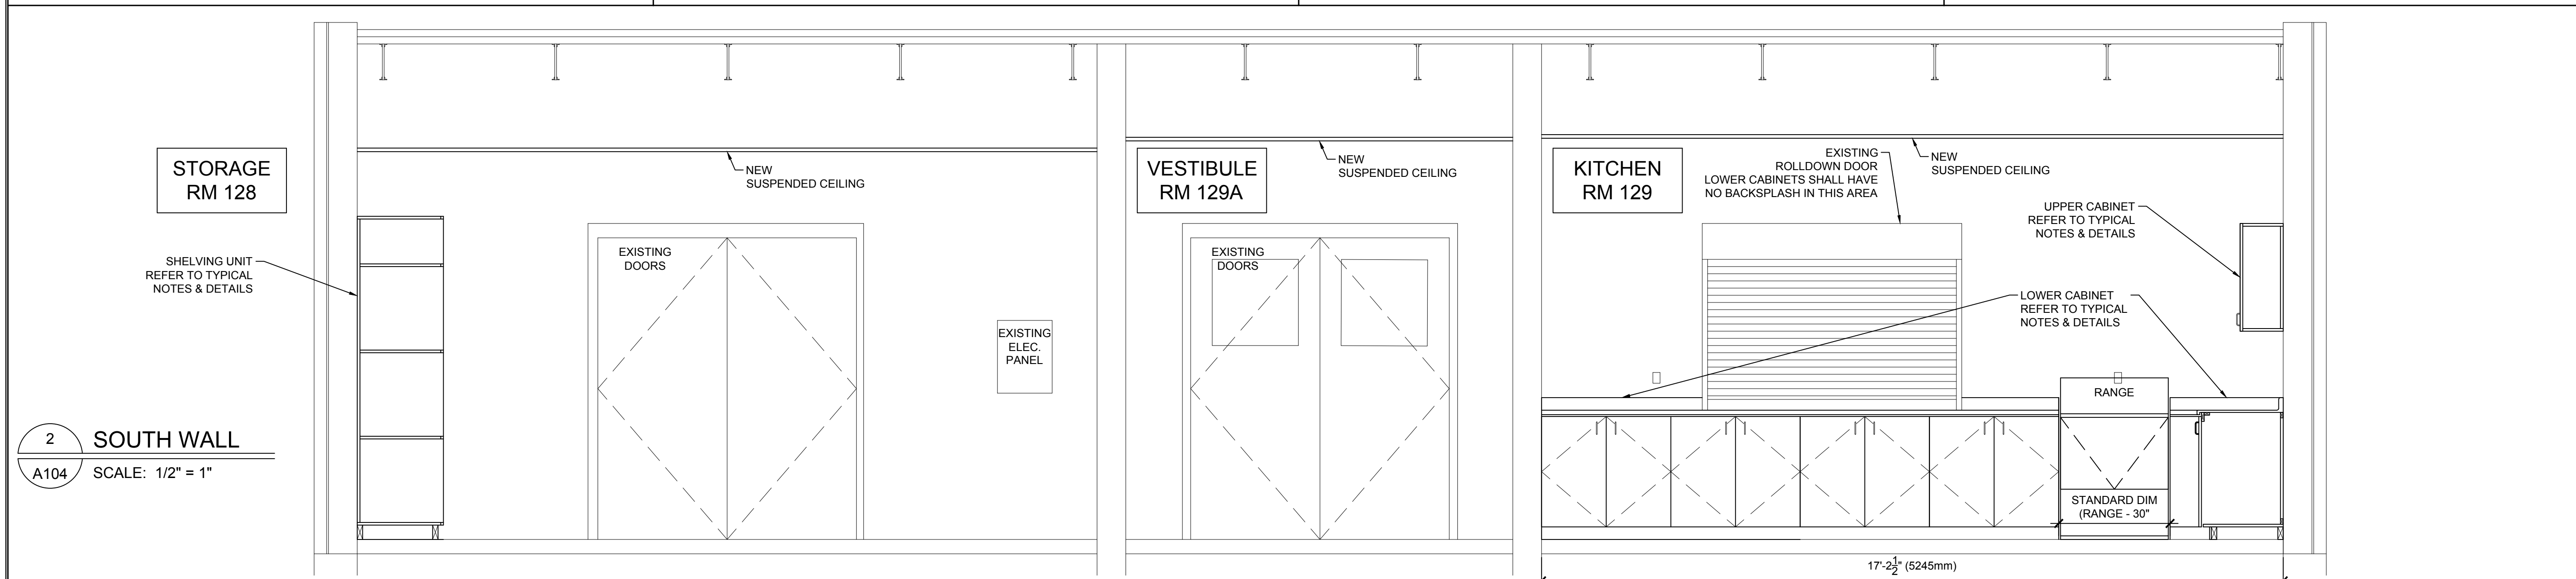 STORAGE
RM 128
SHELVING UNIT
REFER TO TYPICAL
NOTES & DETAILS
2
SOUTH WALL
A104
SCALE: 1/2" = 1"
NEW
SUSPENDED CEILING
EXISTING
DOORS
EXISTING
ELEC.
PANEL
VESTIBULE
RM 129A
NEW
SUSPENDED CEILING
EXISTING
DOORS
KITCHEN
RM 129
EXISTING
ROLLDOWN DOOR
LOWER CABINETS SHALL HAVE
NO BACKSPLASH IN THIS AREA
NEW
SUSPENDED CEILING
UPPER CABINET
REFER TO TYPICAL
NOTES & DETAILS
LOWER CABINET
REFER TO TYPICAL
NOTES & DETAILS
RANGE
STANDARD DIM
(RANGE - 30"
17'-2 1/2" (5245mm)